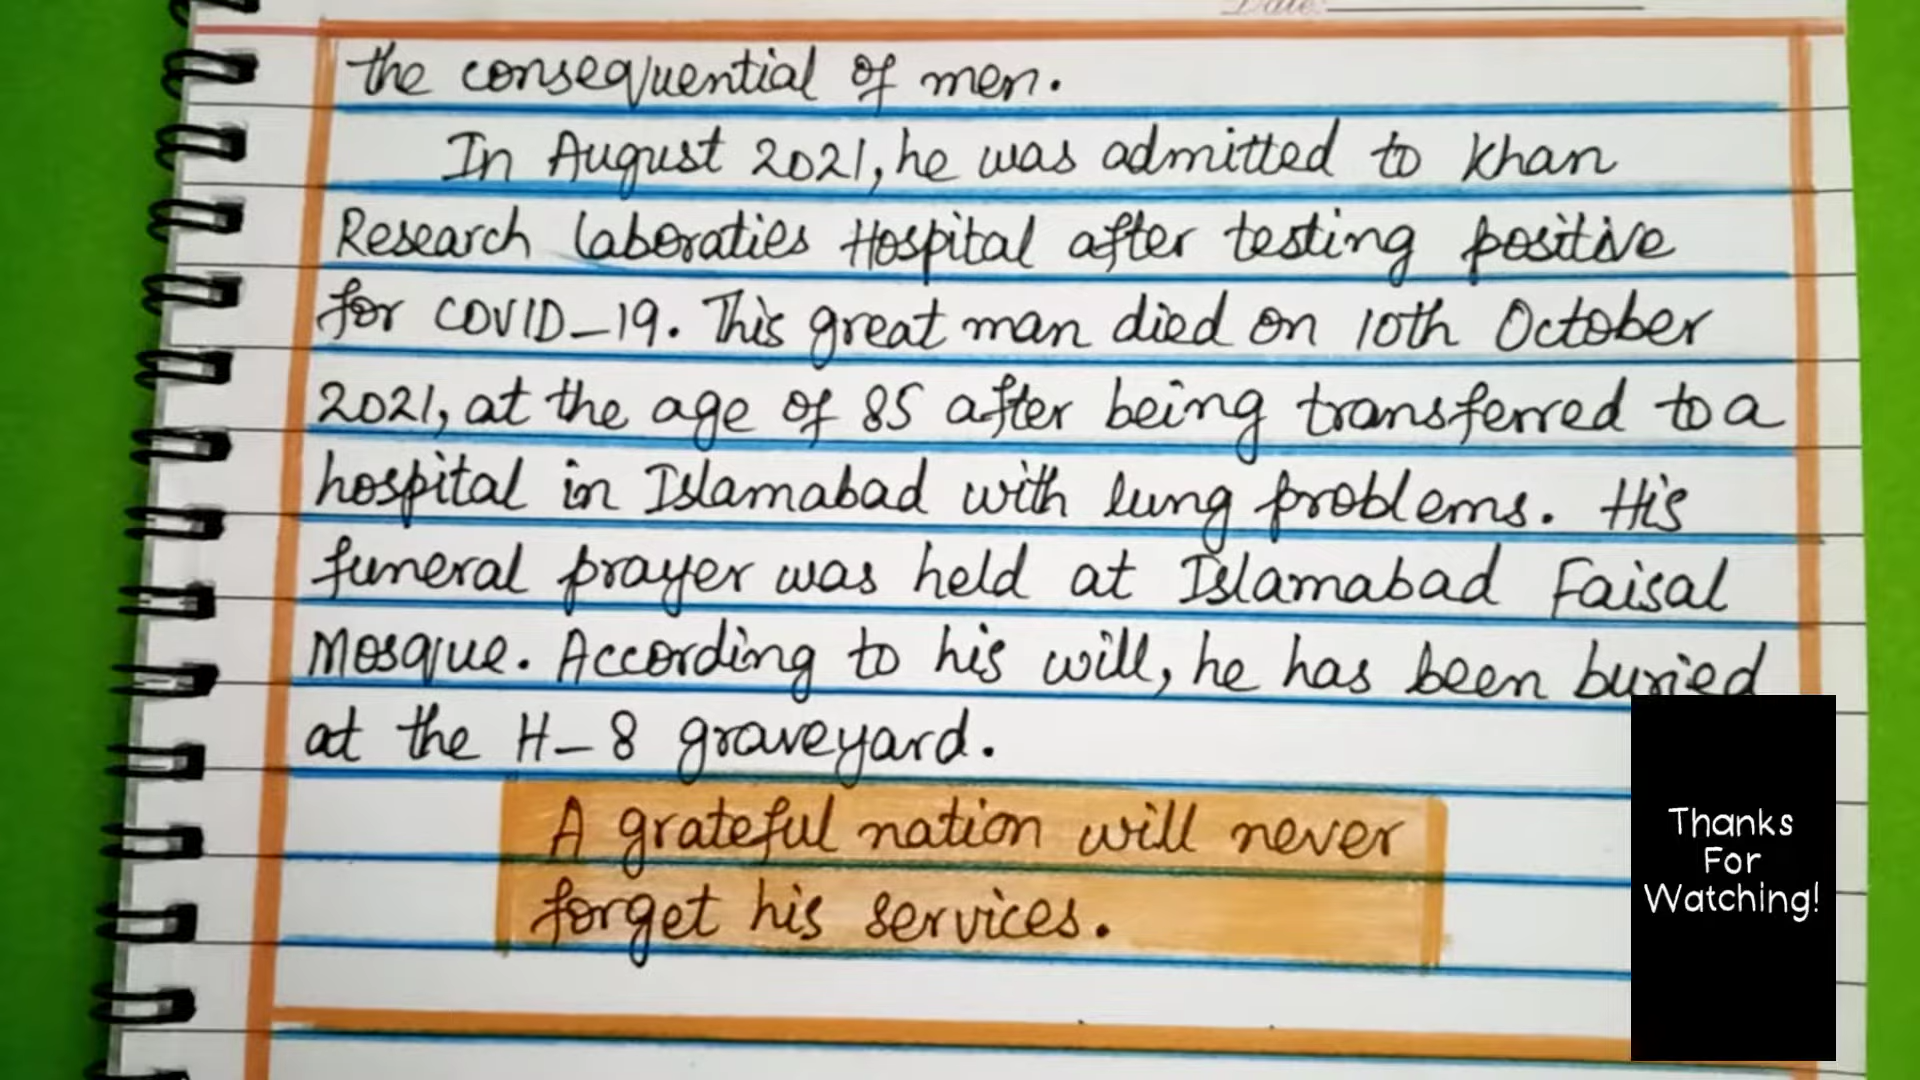 Date:
the consequential of men.
In August 2021, he was admitted to Khan
Research laboraties Hospital after testing positive
for COVID_19. This great man died on 10th October
2021, at the age of 85 after being transferred to a
hospital in Islamabad with lung problems. His
funeral prayer was held at Islamabad Faisal
Mosque. According to his will, he has been buried
at the H_8 graveyard.
A grateful nation will never
forget his services.
Thanks
For
Watching!